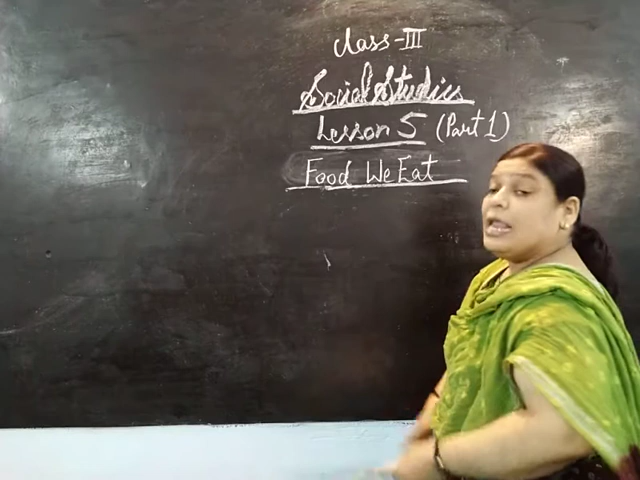 Class-III
Social Studies
Lesson 5 (Part 1)
Food We Eat